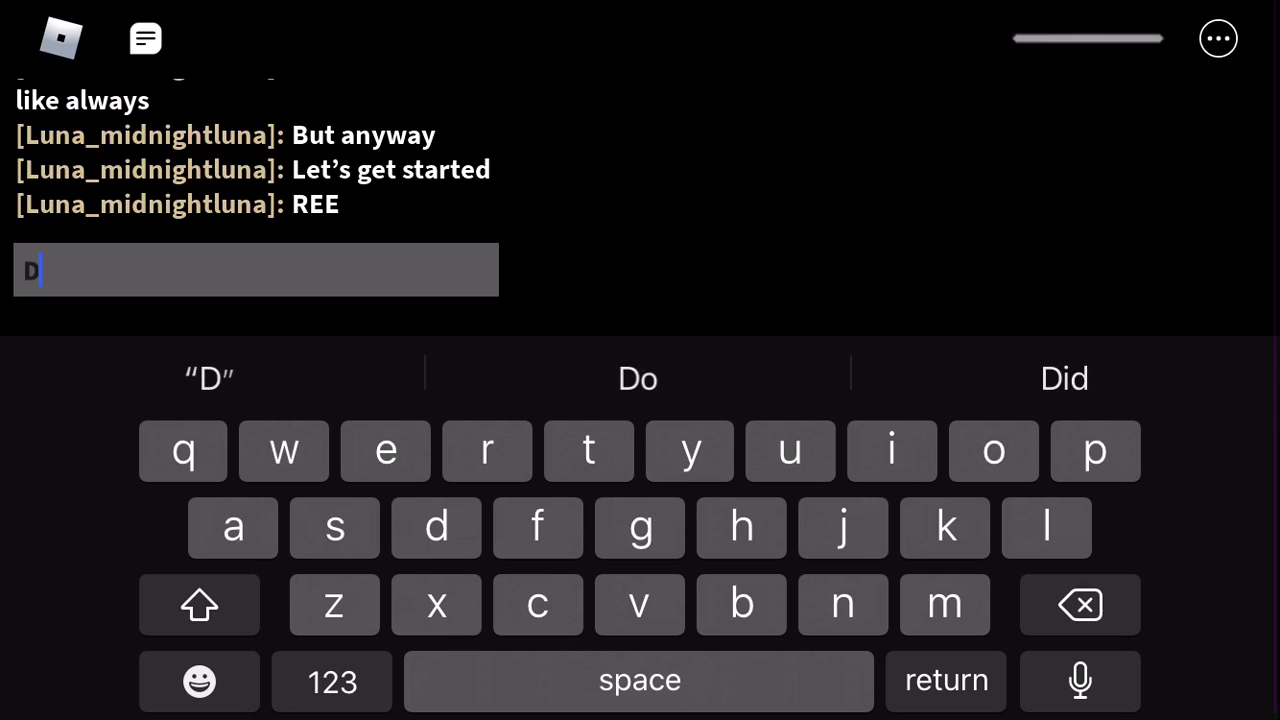 like always
[Luna_midnightluna]: But anyway
[Luna_midnightluna]: Let’s get started
[Luna_midnightluna]: REE
D
“D” Do Did
q w e r t y u i o p
a s d f g h j k l
z x c v b n m
123 space return